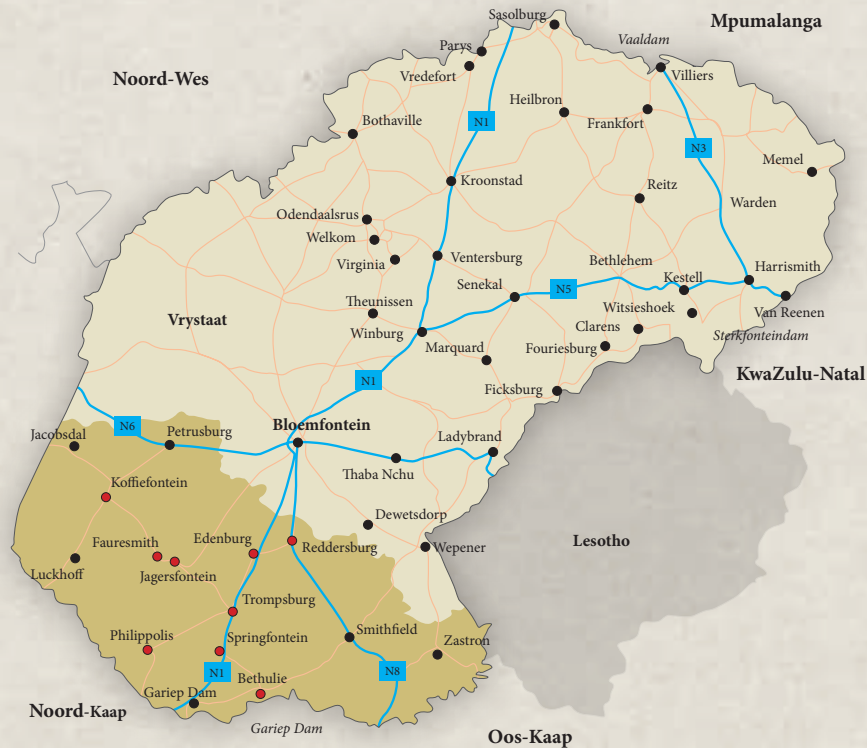 Sasolburg
Mpumalanga
Vaaldam
Parys
Noord-Wes
Vredefort
Villiers
Heilbron
Bothaville
N1
Frankfort
N3
Memel
Kroonstad
Reitz
Warden
Odendaalsrus
Welkom
Virginia
Ventersburg
Bethlehem
Harrismith
Senekal
N5
Kestell
Theunissen
Witsieshoek
Van Reenen
Vrystaat
Winburg
Clarens
Sterkfonteindam
Marquard
Fouriesburg
KwaZulu-Natal
N1
Ficksburg
N6
Bloemfontein
Jacobsdal
Petrusburg
Ladybrand
Thaba Nchu
Koffiefontein
Dewetsdorp
Fauresmith
Edenburg
Reddersburg
Wepener
Lesotho
Luckhoff
Jagersfontein
Trompsburg
Philippolis
Springfontein
Smithfield
Zastron
N1
Bethulie
N8
Gariep Dam
Noord-Kaap
Gariep Dam
Oos-Kaap